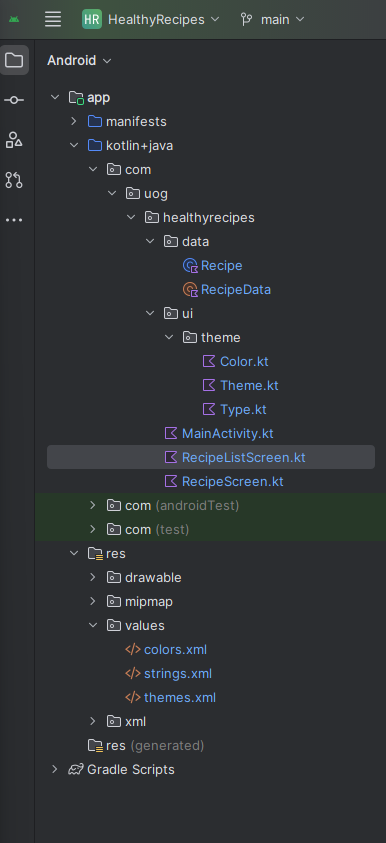 HR HealthyRecipes main
Android
app
manifests
kotlin+java
com
uog
healthyrecipes
data
Recipe
RecipeData
ui
theme
Color.kt
Theme.kt
Type.kt
MainActivity.kt
RecipeListScreen.kt
RecipeScreen.kt
com (androidTest)
com (test)
res
drawable
mipmap
values
colors.xml
strings.xml
themes.xml
xml
res (generated)
Gradle Scripts